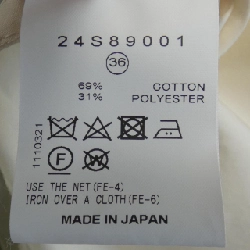 24S89001
36
69% COTTON
31% POLYESTER
1110321
F W
USE THE NET(FE-4)
IRON OVER A CLOTH(FE-6)
MADE IN JAPAN